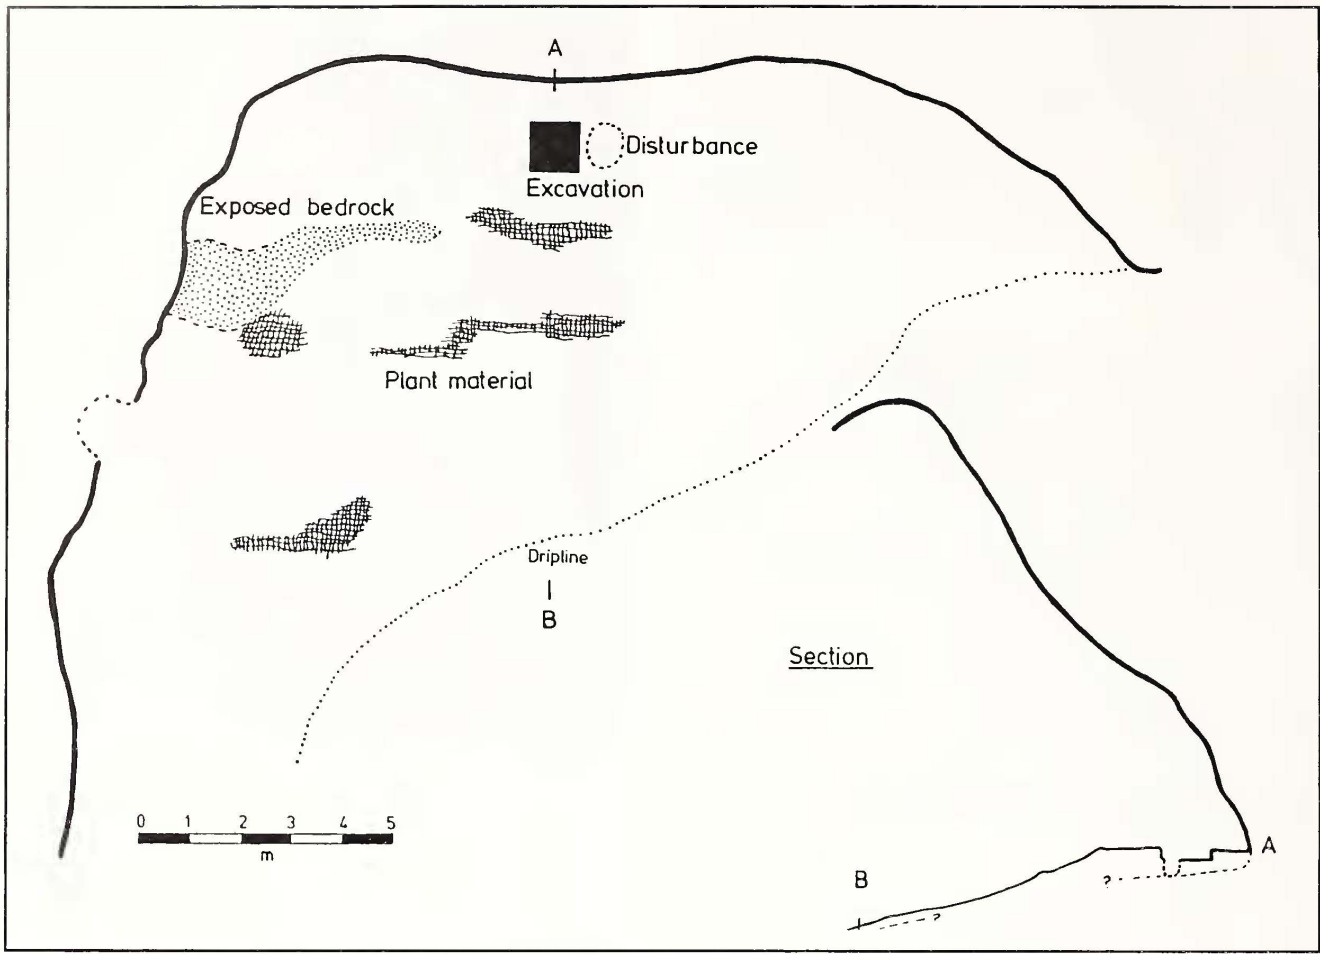 A
Disturbance
Excavation
Exposed bedrock
Plant material
Dripline
B
Section
0 1 2 3 4 5
m
A
B
?
?